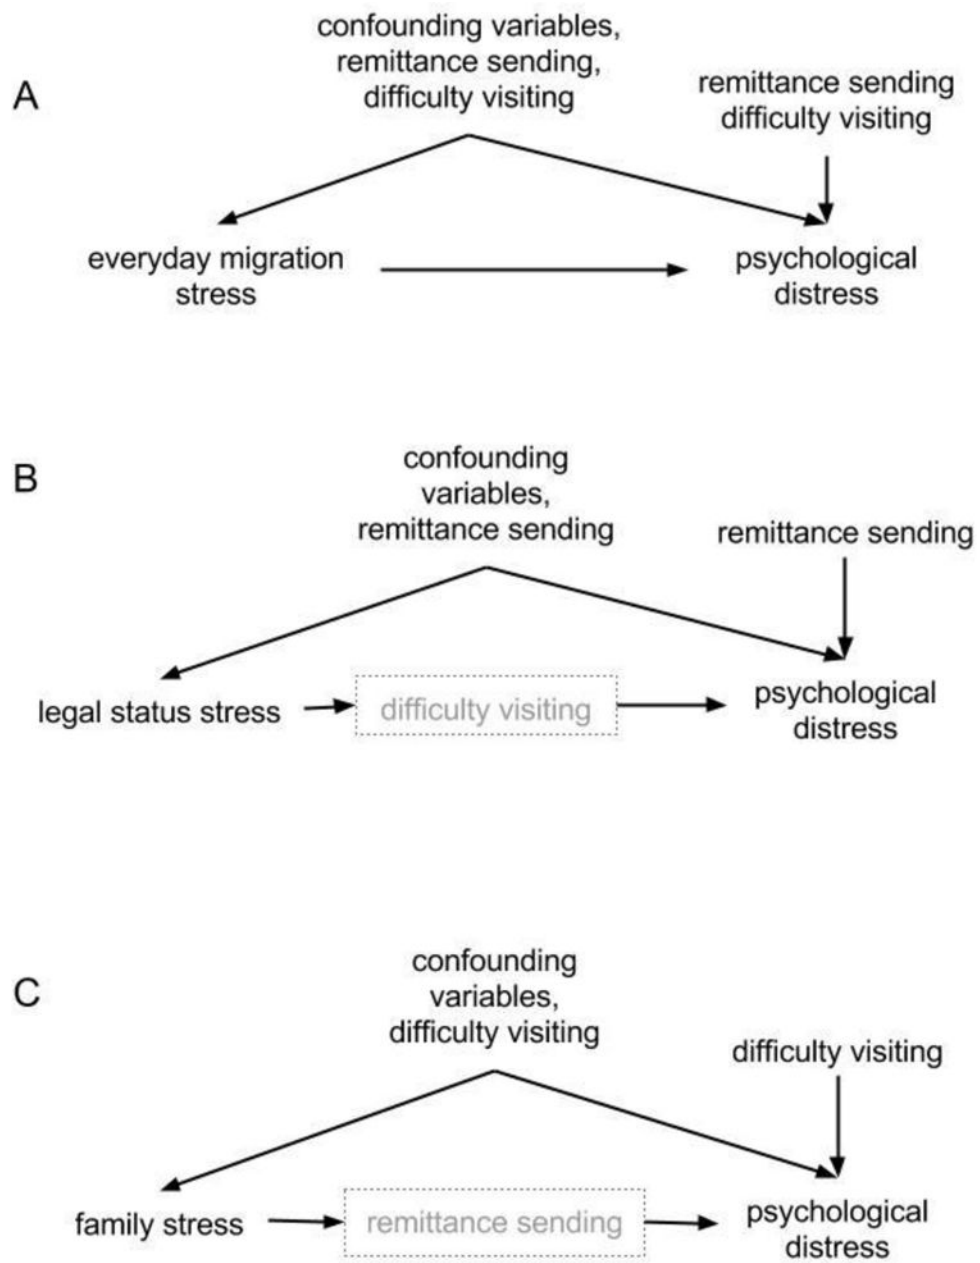 A
confounding variables,
remittance sending,
difficulty visiting
remittance sending
difficulty visiting
everyday migration
stress
psychological
distress
B
confounding
variables,
remittance sending
remittance sending
legal status stress
difficulty visiting
psychological
distress
C
confounding
variables,
difficulty visiting
difficulty visiting
family stress
remittance sending
psychological
distress